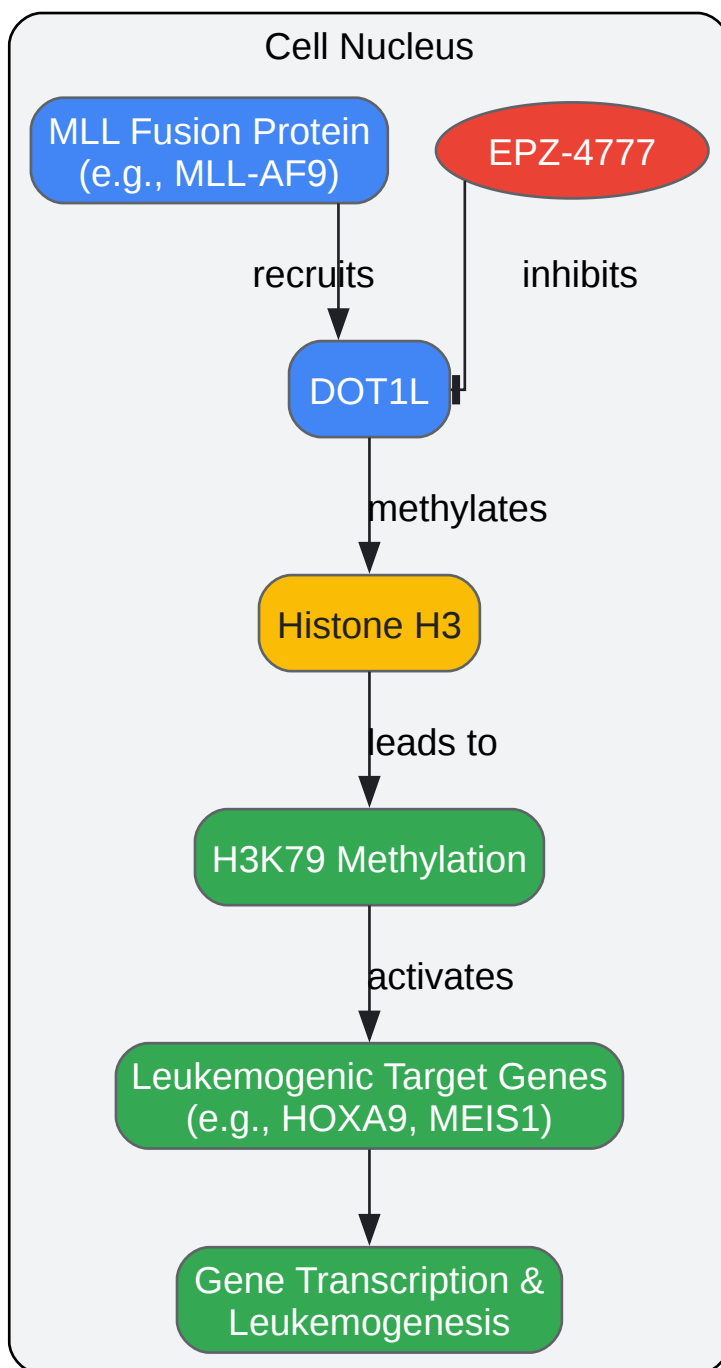 Cell Nucleus
MLL Fusion Protein
(e.g., MLL-AF9)
EPZ-4777
recruits
inhibits
DOT1L
methylates
Histone H3
leads to
H3K79 Methylation
activates
Leukemogenic Target Genes
(e.g., HOXA9, MEIS1)
Gene Transcription &
Leukemogenesis